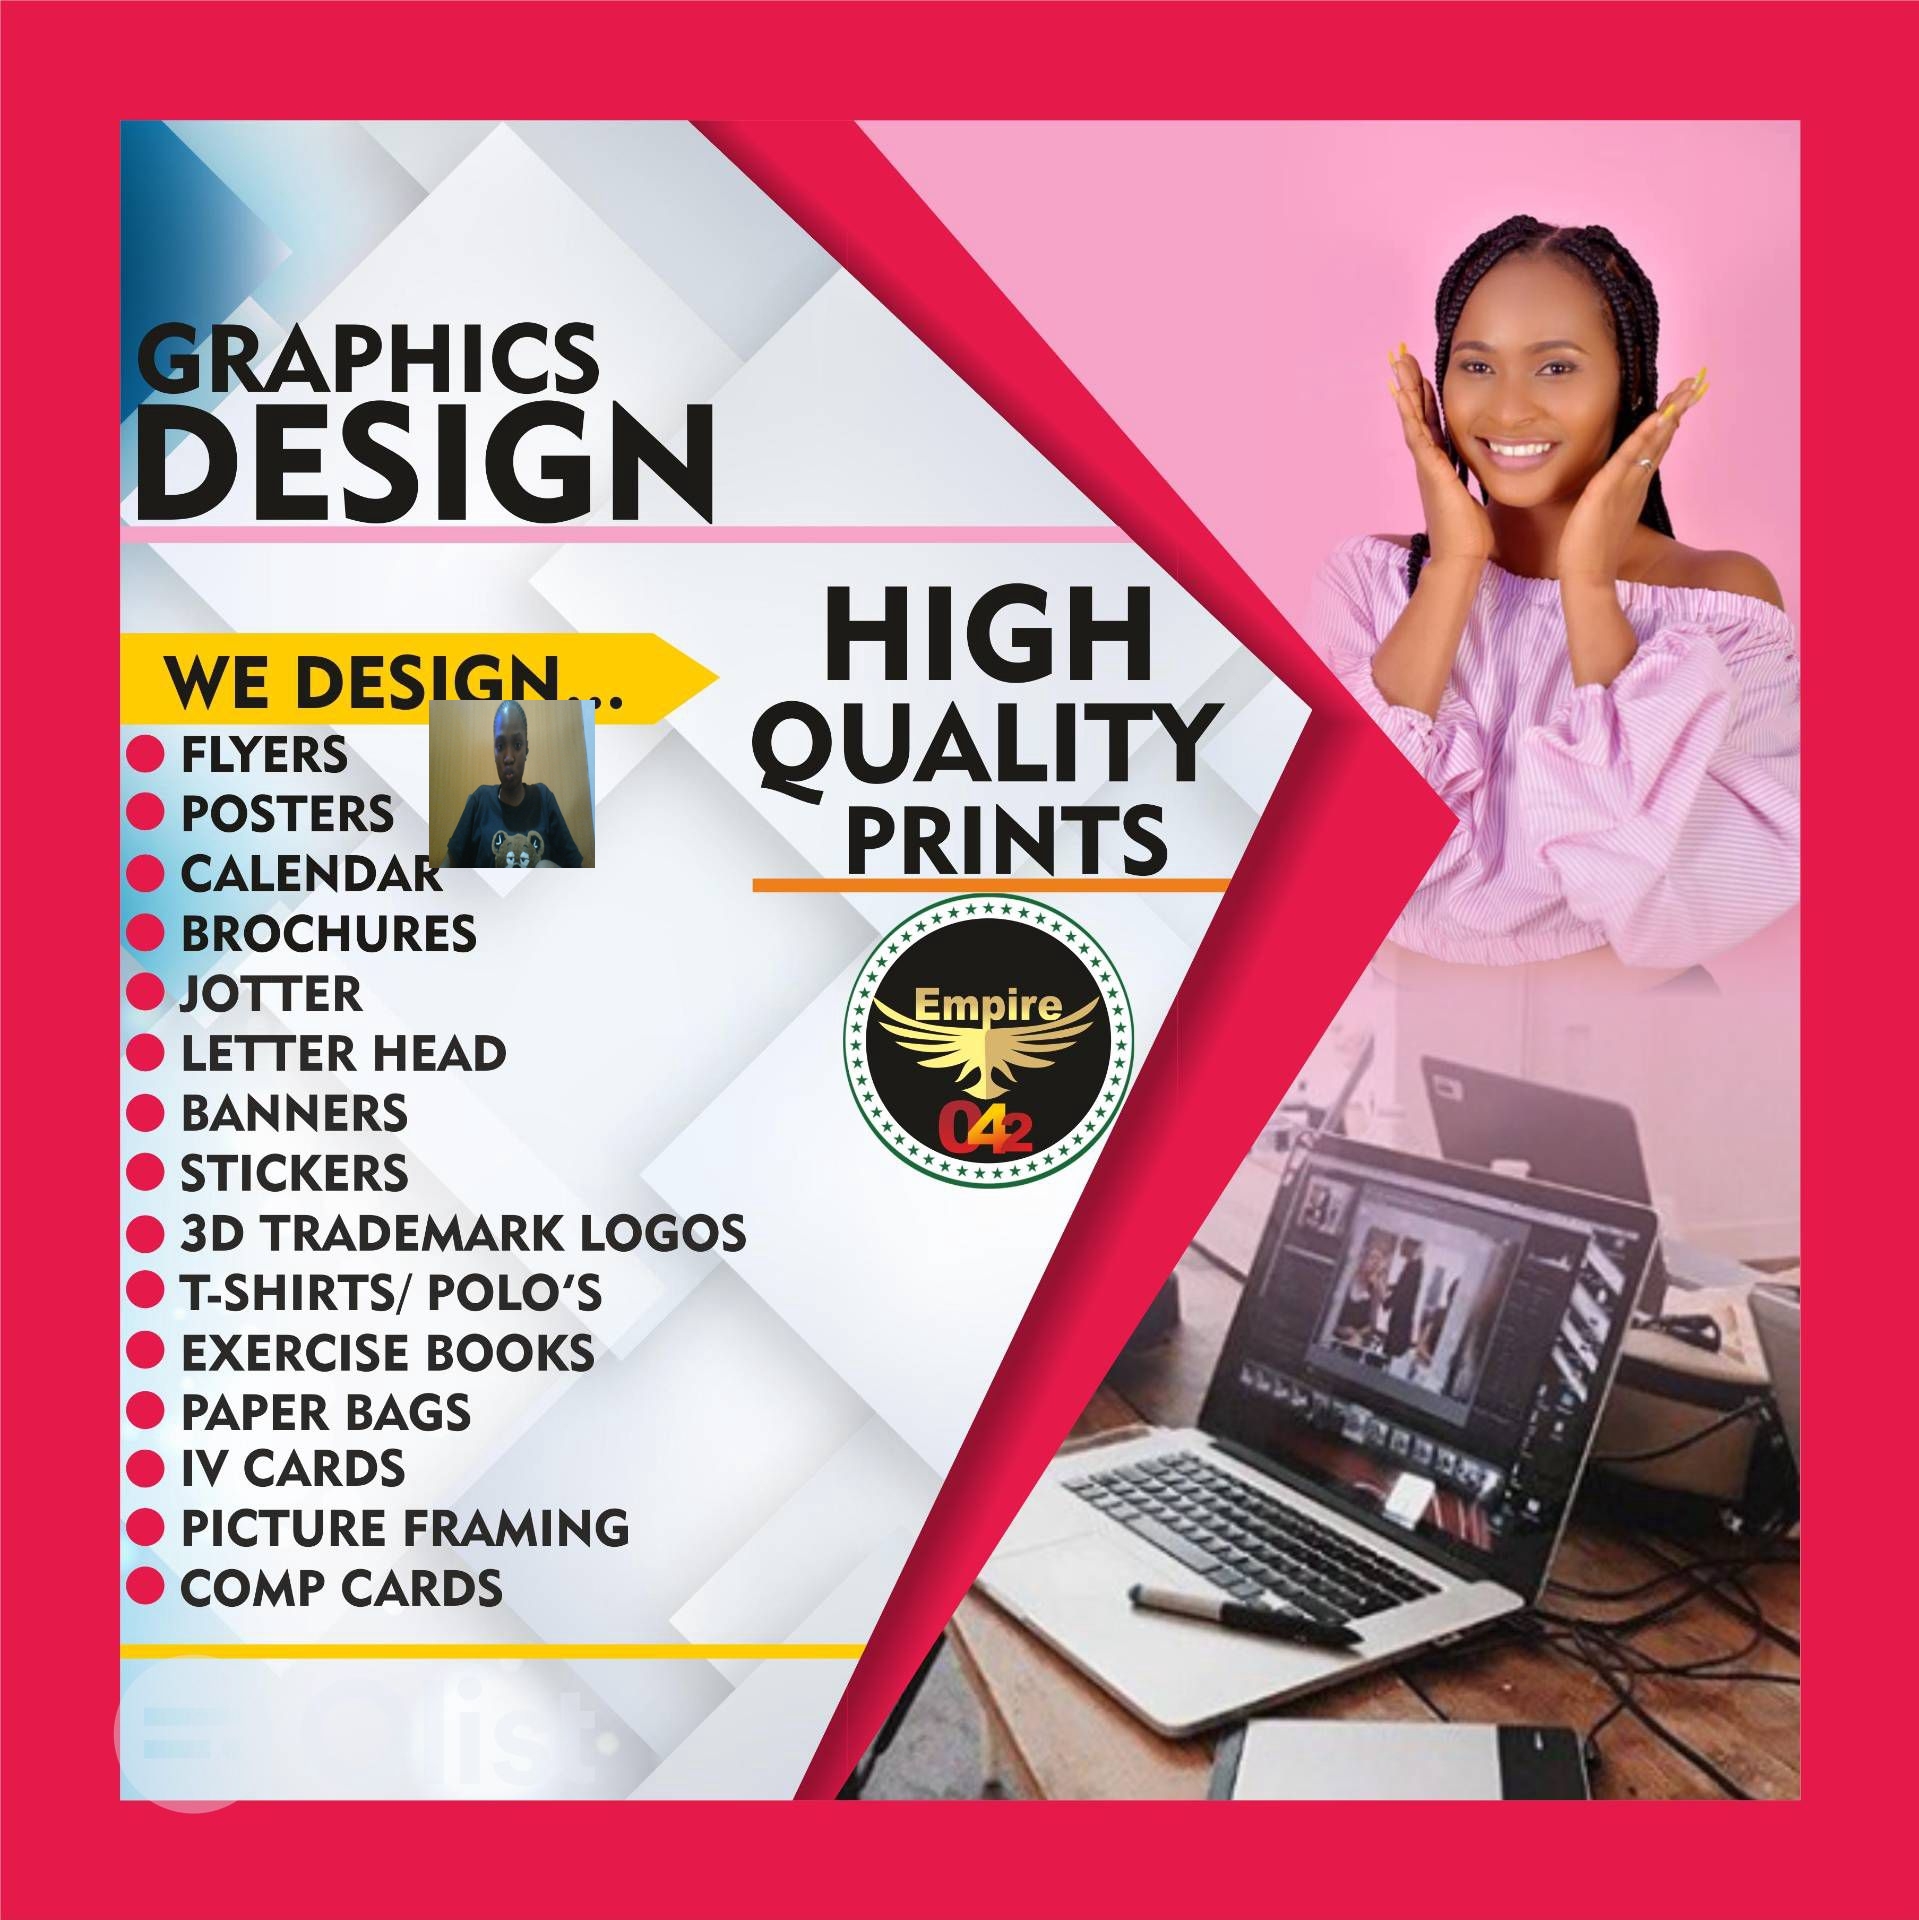 GRAPHICS
DESIGN
WE DESIGN...
FLYERS
POSTERS
CALENDAR
BROCHURES
JOTTER
LETTER HEAD
BANNERS
STICKERS
3D TRADEMARK LOGOS
T-SHIRTS/ POLO‘S
EXERCISE BOOKS
PAPER BAGS
IV CARDS
PICTURE FRAMING
COMP CARDS
HIGH
QUALITY
PRINTS
Empire
042
list